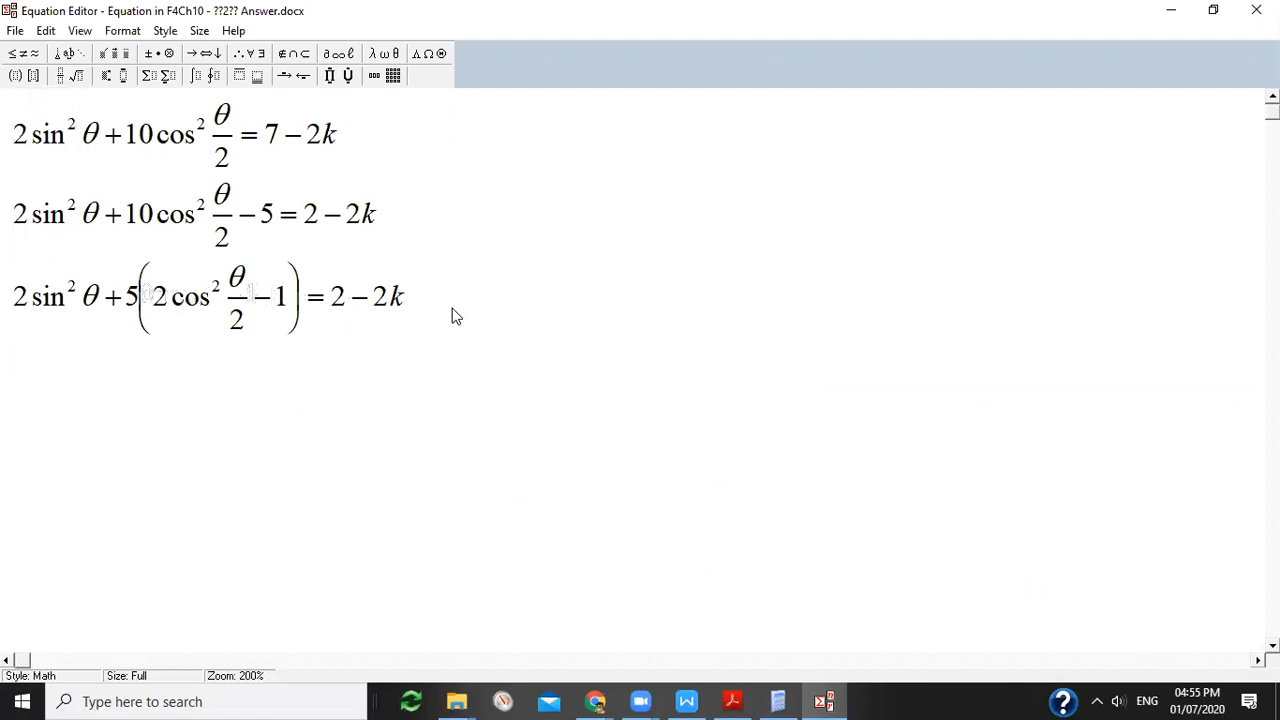 Equation Editor - Equation in F4Ch10 - ??2?? Answer.docx
File Edit View Format Style Size Help
2 sin² θ + 10 cos² θ/2 = 7 − 2k
2 sin² θ + 10 cos² θ/2 − 5 = 2 − 2k
2 sin² θ + 5(2 cos² θ/2 − 1) = 2 − 2k
Style: Math Size: Full Zoom: 200%
Type here to search
ENG
04:55 PM
01/07/2020